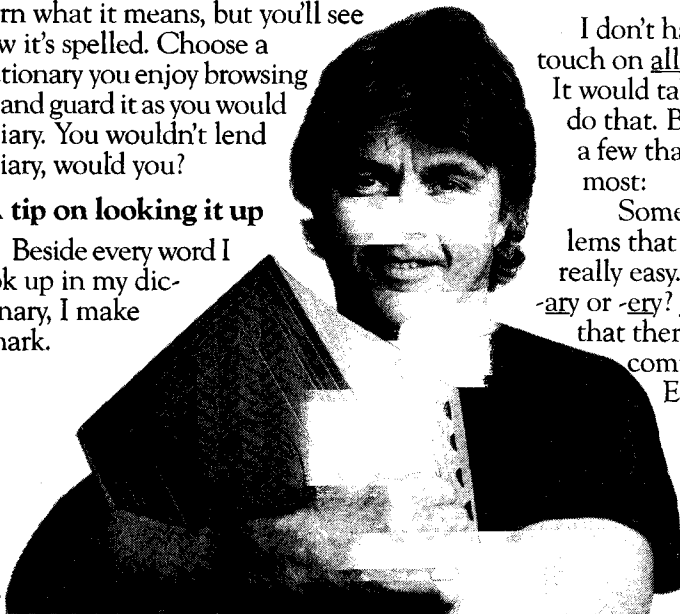 rn what it means, but you'll see
w it's spelled. Choose a
tionary you enjoy browsing
and guard it as you would
iary. You wouldn't lend
iary, would you?
tip on looking it up
Beside every word I
k up in my dic-
nary, I make
nark.
I don't ha
touch on all
It would ta
do that. B
a few tha
most:
Some
lems that
really easy.
-ary or -ery?
that ther
com
E